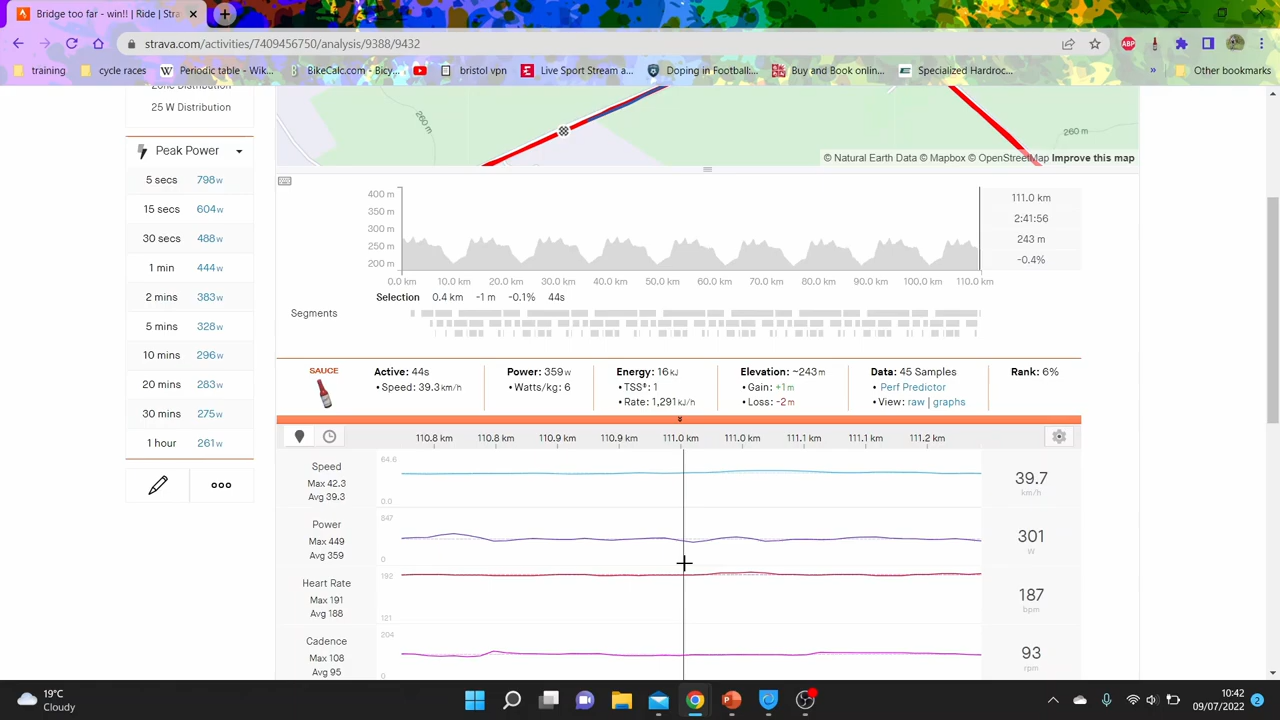 Bridge too far - win!! | Ride | Stra
strava.com/activities/7409456750/analysis/9388/9432
ABP
training
cycle races
Periodic table - Wik...
BikeCalc.com - Bicy...
bristol vpn
Live Sport Stream a...
Doping in Football:...
Buy and Book onlin...
Specialized Hardroc...
»
Other bookmarks
25 W Distribution
260 m
260 m
© Natural Earth Data © Mapbox © OpenStreetMap Improve this map
Peak Power
5 secs 798w
15 secs 604w
30 secs 488w
1 min 444w
2 mins 383w
5 mins 328w
10 mins 296w
20 mins 283w
30 mins 275w
1 hour 261w
400 m
350 m
300 m
250 m
200 m
0.0 km 10.0 km 20.0 km 30.0 km 40.0 km 50.0 km 60.0 km 70.0 km 80.0 km 90.0 km 100.0 km 110.0 km
111.0 km
2:41:56
243 m
-0.4%
Selection 0.4 km -1 m -0.1% 44s
Segments
SAUCE
Active: 44s
• Speed: 39.3km/h
Power: 359w
• Watts/kg: 6
Energy: 16kJ
• TSS®: 1
• Rate: 1,291kJ/h
Elevation: ~243m
• Gain: +1m
• Loss: -2m
Data: 45 Samples
• Perf Predictor
• View: raw | graphs
Rank: 6%
110.8 km 110.8 km 110.9 km 110.9 km 111.0 km 111.0 km 111.1 km 111.1 km 111.2 km
Speed
Max 42.3
Avg 39.3
64.6
0.0
39.7
km/h
Power
Max 449
Avg 359
847
0
301
W
Heart Rate
Max 191
Avg 188
192
121
187
bpm
Cadence
Max 108
Avg 95
204
0
93
rpm
19°C
Cloudy
10:42
09/07/2022
2